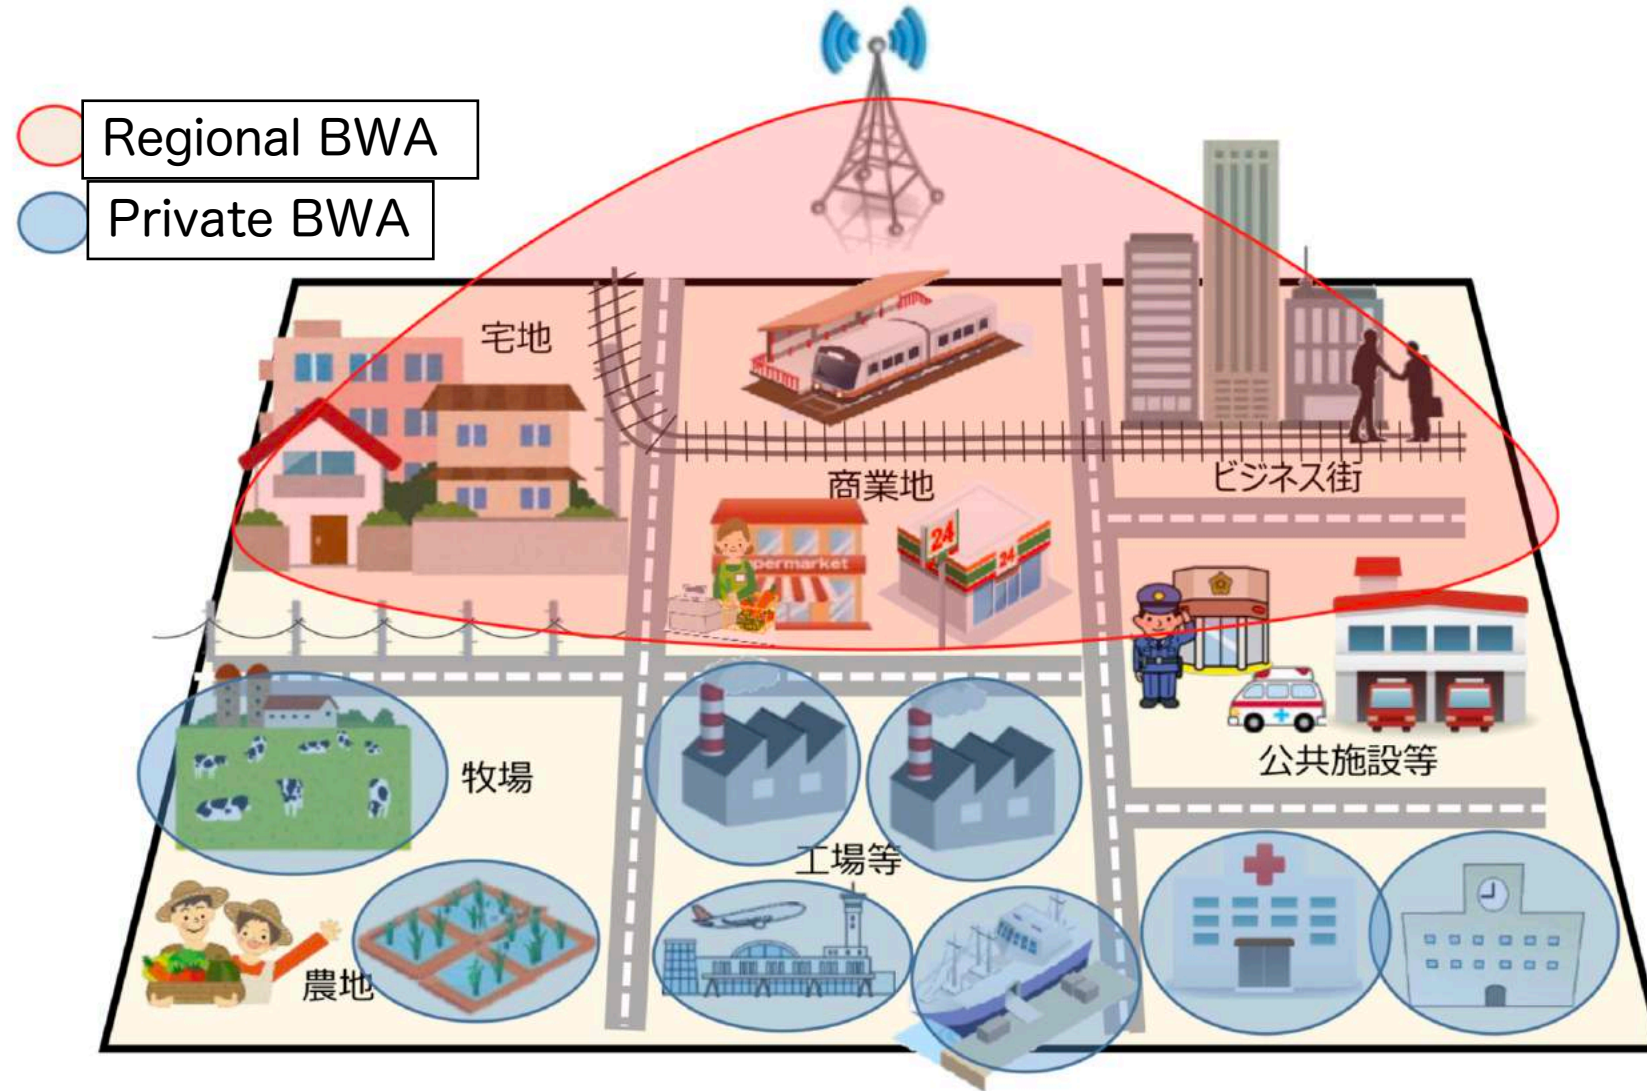 Regional BWA
Private BWA
宅地
商業地
ビジネス街
permarket
24
24
公共施設等
牧場
工場等
農地